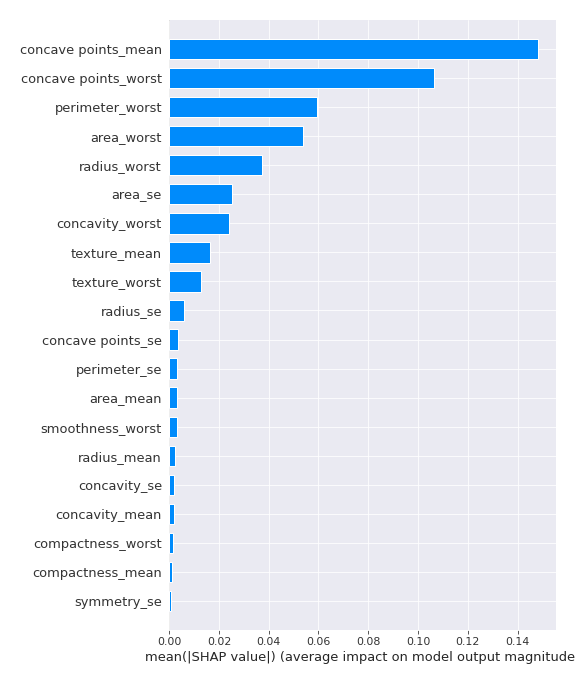 concave points_mean
concave points_worst
perimeter_worst
area_worst
radius_worst
area_se
concavity_worst
texture_mean
texture_worst
radius_se
concave points_se
perimeter_se
area_mean
smoothness_worst
radius_mean
concavity_se
concavity_mean
compactness_worst
compactness_mean
symmetry_se
0.00 0.02 0.04 0.06 0.08 0.10 0.12 0.14
mean(|SHAP value|) (average impact on model output magnitude